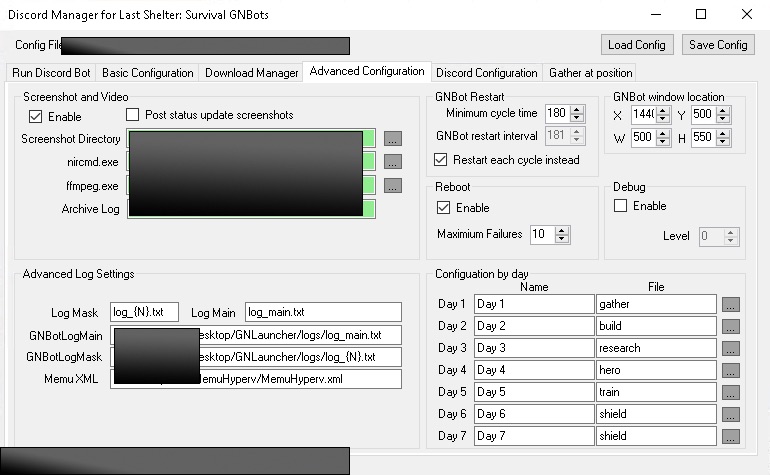 Discord Manager for Last Shelter: Survival GNBots
Config File
Load Config
Save Config
Run Discord Bot
Basic Configuration
Download Manager
Advanced Configuration
Discord Configuration
Gather at position
Screenshot and Video
Enable
Post status update screenshots
Screenshot Directory
...
nircmd.exe
...
ffmpeg.exe
...
Archive Log
GNBot Restart
Minimum cycle time 180
GNBot restart interval 181
Restart each cycle instead
GNBot window location
X 144 Y 500
W 500 H 550
Reboot
Enable
Maximum Failures 10
Debug
Enable
Level 0
Advanced Log Settings
Log Mask log_{N}.txt Log Main log_main.txt
GNBotLogMain esktop/GNLauncher/logs/log_main.txt
GNBotLogMask esktop/GNLauncher/logs/log_{N}.txt
Memu XML MemuHyperv/MemuHyperv.xml
Configuation by day
Name File
Day 1 Day 1 gather ...
Day 2 Day 2 build ...
Day 3 Day 3 research ...
Day 4 Day 4 hero ...
Day 5 Day 5 train ...
Day 6 Day 6 shield ...
Day 7 Day 7 shield ...